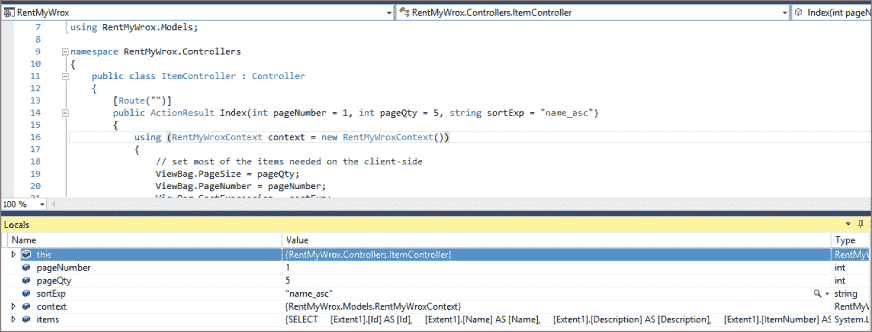 RentMyWrox RentMyWrox.Controllers.ItemController Index(int pageN
7 using RentMyWrox.Models;
8
9 namespace RentMyWrox.Controllers
10 {
11 public class ItemController : Controller
12 {
13 [Route("")]
14 public ActionResult Index(int pageNumber = 1, int pageQty = 5, string sortExp = "name_asc")
15 {
16 using (RentMyWroxContext context = new RentMyWroxContext())
17 {
18 // set most of the items needed on the client-side
19 ViewBag.PageSize = pageQty;
20 ViewBag.PageNumber = pageNumber;
100 %
Locals
Name Value Type
this {RentMyWrox.Controllers.ItemController} RentMyW
pageNumber 1 int
pageQty 5 int
sortExp "name_asc" string
context {RentMyWrox.Models.RentMyWroxContext} RentMyW
items {SELECT [Extent1].[Id] AS [Id], [Extent1].[Name] AS [Name], [Extent1].[Description] AS [Description], [Extent1].[ItemNumber] AS System.L